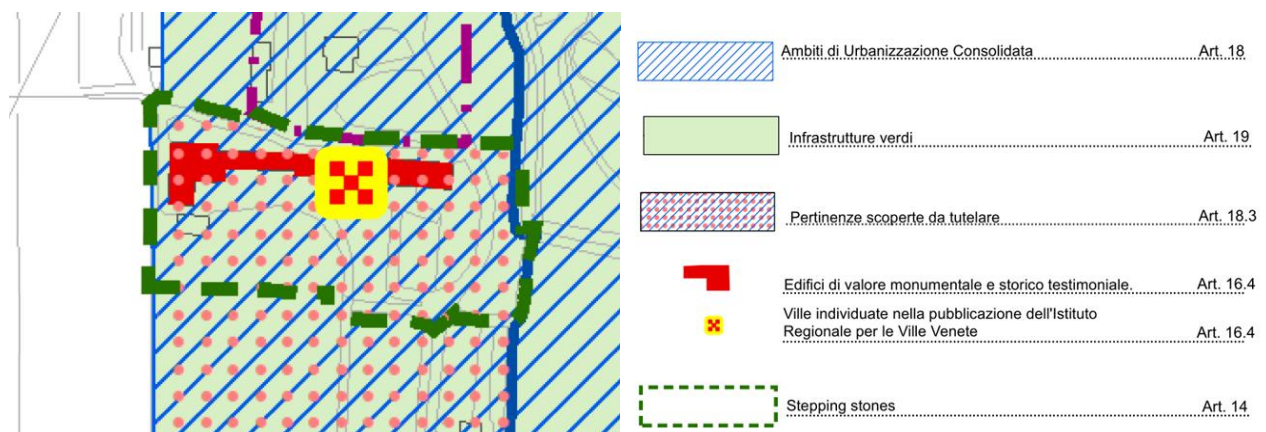 Ambiti di Urbanizzazione Consolidata Art. 18
Infrastrutture verdi Art. 19
Pertinenze scoperte da tutelare Art. 18.3
Edifici di valore monumentale e storico testimoniale. Art. 16.4
Ville individuate nella pubblicazione dell'Istituto
Regionale per le Ville Venete Art. 16.4
Stepping stones Art. 14